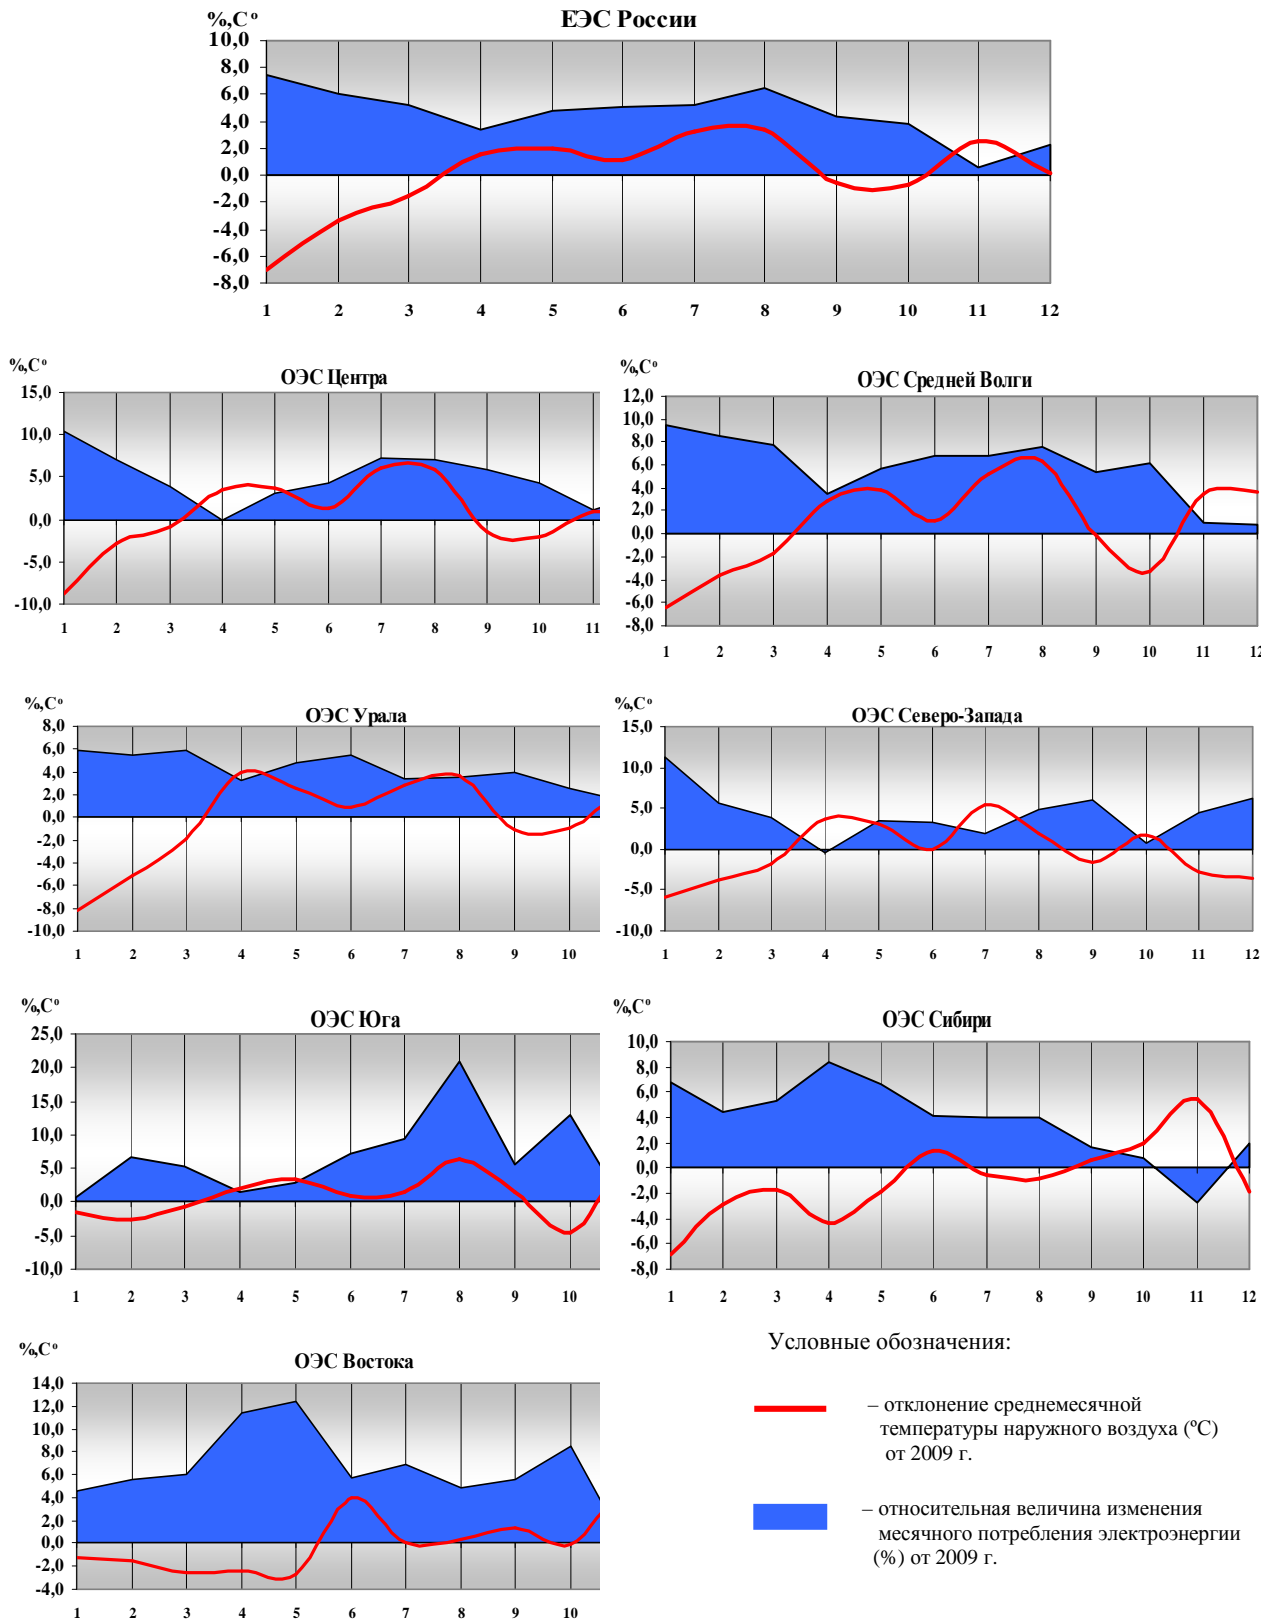 %,C°
ЕЭС России
10,0
8,0
6,0
4,0
2,0
0,0
-2,0
-4,0
-6,0
-8,0
1 2 3 4 5 6 7 8 9 10 11 12
%,C°
ОЭС Центра
15,0
10,0
5,0
0,0
-5,0
-10,0
1 2 3 4 5 6 7 8 9 10 11
%,C°
ОЭС Средней Волги
12,0
10,0
8,0
6,0
4,0
2,0
0,0
-2,0
-4,0
-6,0
-8,0
1 2 3 4 5 6 7 8 9 10 11 12
%,C°
ОЭС Урала
8,0
6,0
4,0
2,0
0,0
-2,0
-4,0
-6,0
-8,0
-10,0
1 2 3 4 5 6 7 8 9 10
%,C°
ОЭС Северо-Запада
15,0
10,0
5,0
0,0
-5,0
-10,0
1 2 3 4 5 6 7 8 9 10 11 12
%,C°
ОЭС Юга
25,0
20,0
15,0
10,0
5,0
0,0
-5,0
-10,0
1 2 3 4 5 6 7 8 9 10
%,C°
ОЭС Сибири
10,0
8,0
6,0
4,0
2,0
0,0
-2,0
-4,0
-6,0
-8,0
1 2 3 4 5 6 7 8 9 10 11 12
%,C°
ОЭС Востока
14,0
12,0
10,0
8,0
6,0
4,0
2,0
0,0
-2,0
-4,0
1 2 3 4 5 6 7 8 9 10
Условные обозначения:
– отклонение среднемесячной
температуры наружного воздуха (ºС)
от 2009 г.
– относительная величина изменения
месячного потребления электроэнергии
(%) от 2009 г.